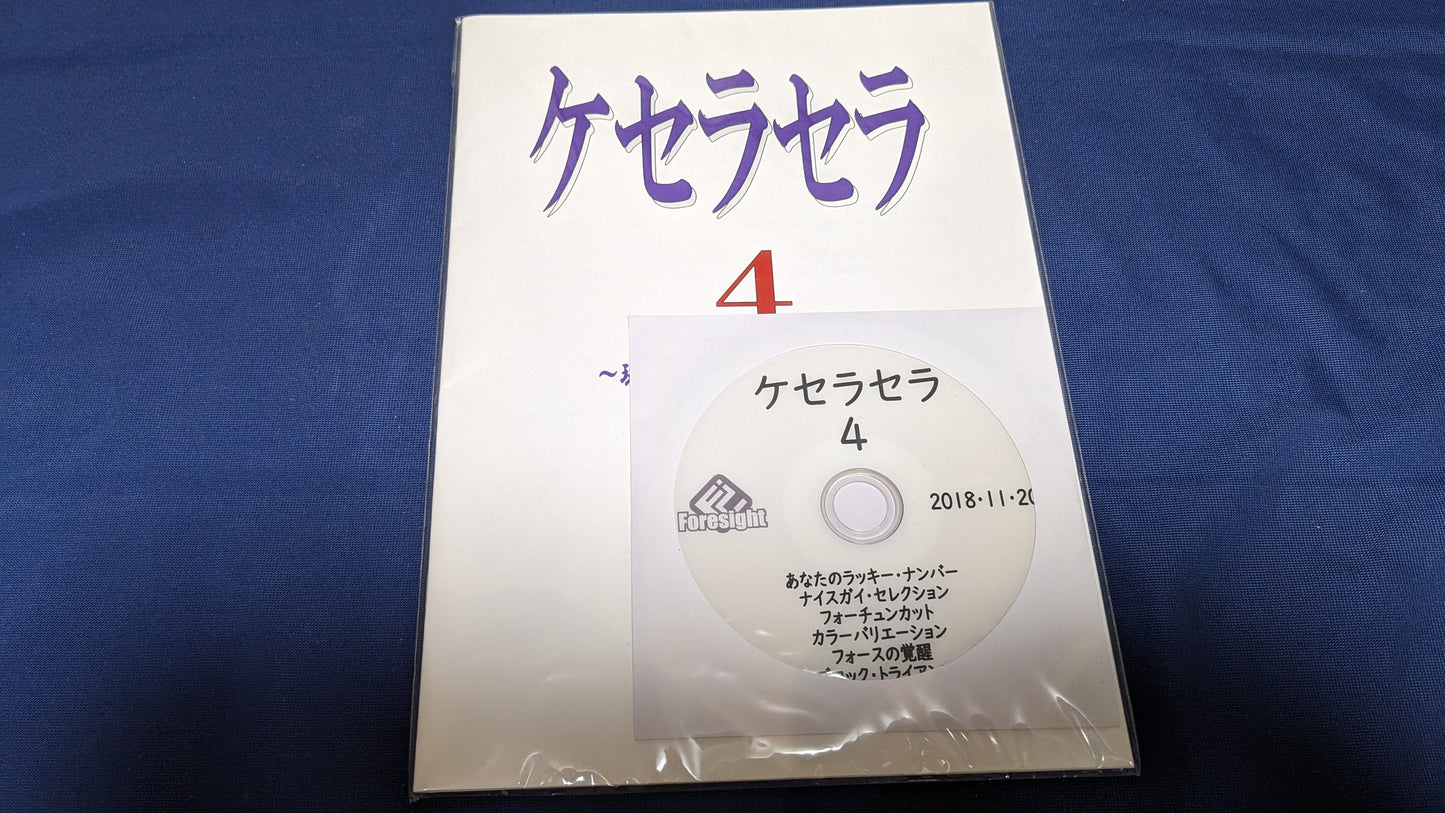 ケセラセラ
4
ケセラセラ
4
Foresight
2018・11・20
あなたのラッキー・ナンバー
ナイスガイ・セレクション
フォーチュンカット
カラーバリエーション
フォースの覚醒